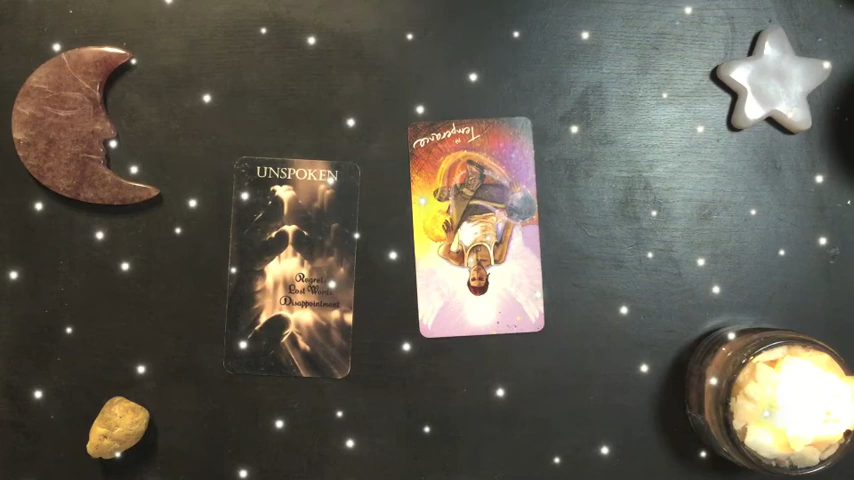 UNSPOKEN
Regret
Lost Words
Disappointment
Temperance